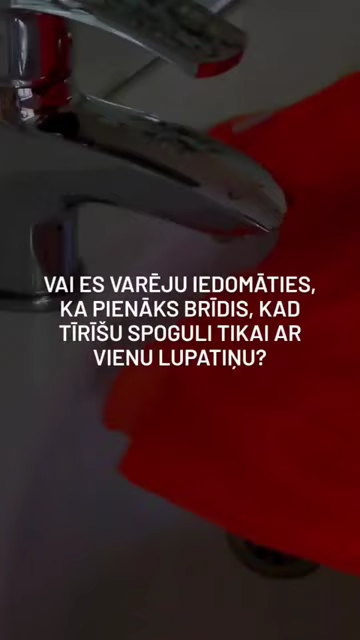 VAI ES VARĒJU IEDOMĀTIES,
KA PIENĀKS BRĪDIS, KAD
TĪRĪŠU SPOGULI TIKAI AR
VIENU LUPATIŅU?